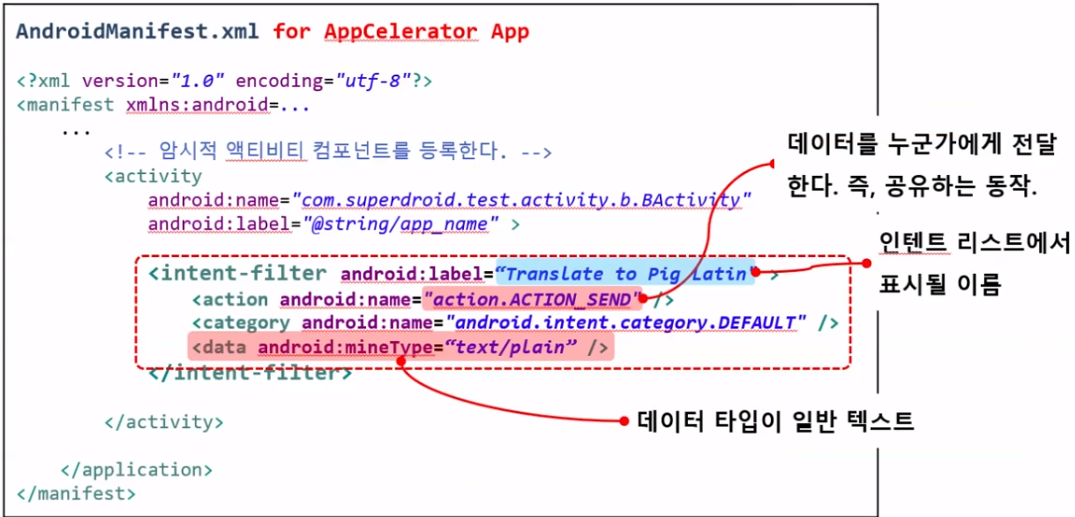 AndroidManifest.xml for AppCelerator App
<?xml version="1.0" encoding="utf-8"?>
<manifest xmlns:android=...
...
<!-- 암시적 액티비티 컴포넌트를 등록한다. -->
<activity
android:name="com.superdroid.test.activity.b.BActivity"
android:label="@string/app_name" >
<intent-filter android:label=“Translate to Pig Latin" >
<action android:name="action.ACTION_SEND" />
<category android:name="android.intent.category.DEFAULT" />
<data android:mineType=“text/plain” />
</intent-filter>
</activity>
</application>
</manifest>
데이터를 누군가에게 전달
한다. 즉, 공유하는 동작.
인텐트 리스트에서
표시될 이름
데이터 타입이 일반 텍스트